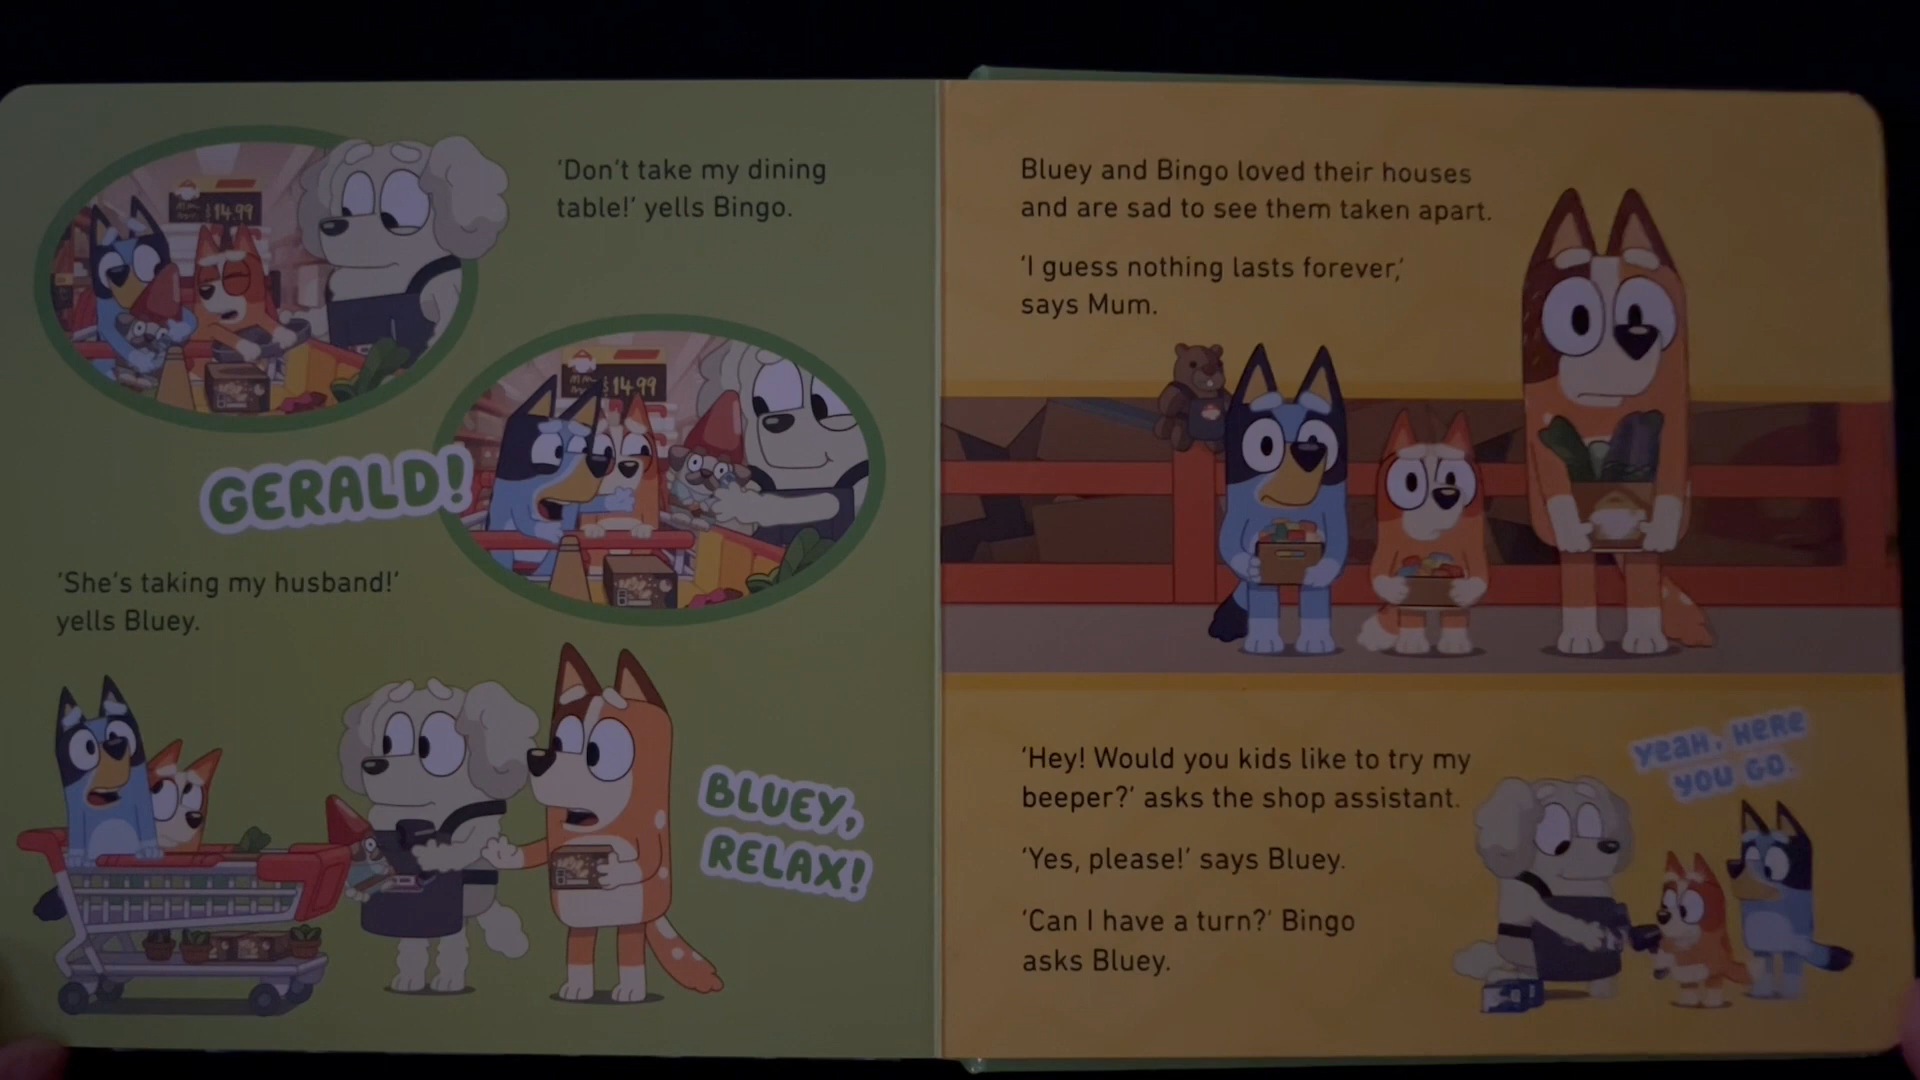 $14.99
'Don't take my dining
table!' yells Bingo.
$14.99
GERALD!
'She's taking my husband!'
yells Bluey.
BLUEY,
RELAX!
Bluey and Bingo loved their houses
and are sad to see them taken apart.
'I guess nothing lasts forever,'
says Mum.
'Hey! Would you kids like to try my
beeper?' asks the shop assistant.
'Yes, please!' says Bluey.
'Can I have a turn?' Bingo
asks Bluey.
YEAH, HERE
YOU GO.